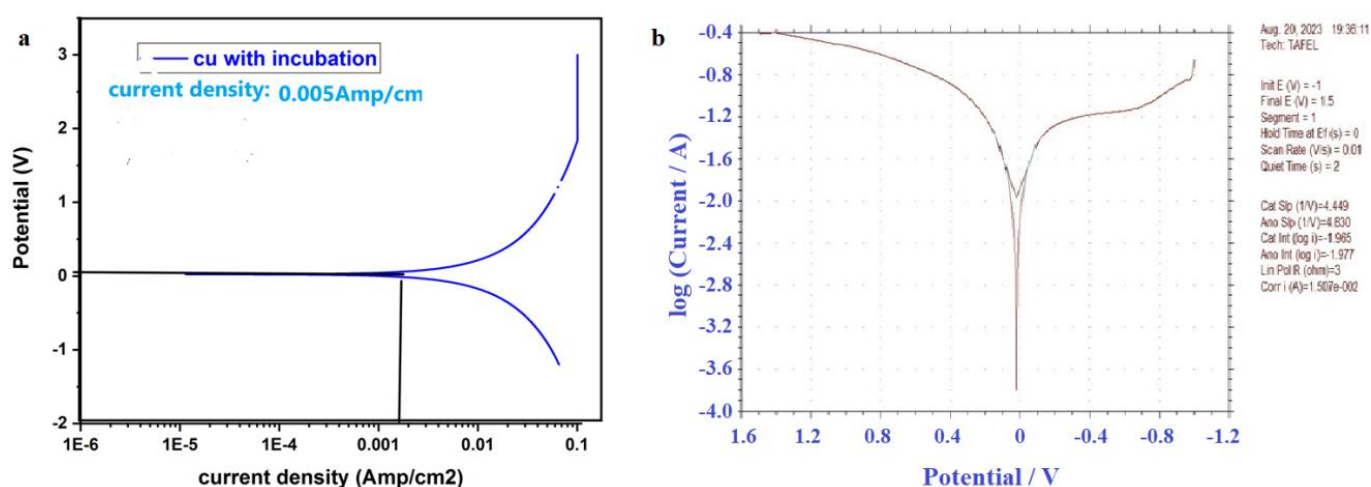 a
cu with incubation
current density: 0.005Amp/cm
Potential (V)
3
2
1
0
-1
-2
1E-6 1E-5 1E-4 0.001 0.01 0.1
current density (Amp/cm2)
b
log (Current / A)
-0.4
-0.8
-1.2
-1.6
-2.0
-2.4
-2.8
-3.2
-3.6
-4.0
1.6 1.2 0.8 0.4 0 -0.4 -0.8 -1.2
Potential / V
Aug. 20, 2023 19:36:11
Tech: TAFEL
Init E (V) = -1
Final E (V) = 1.5
Segment = 1
Hold Time at Ef (s) = 0
Scan Rate (V/s) = 0.01
Quiet Time (s) = 2
Cat Slp (1/V)=4.449
Ano Slp (1/V)=4.830
Cat Int (log i)=-1.965
Ano Int (log i)=-1.977
Lin Pol R (ohm)=3
Corr i (A)=1.507e-002